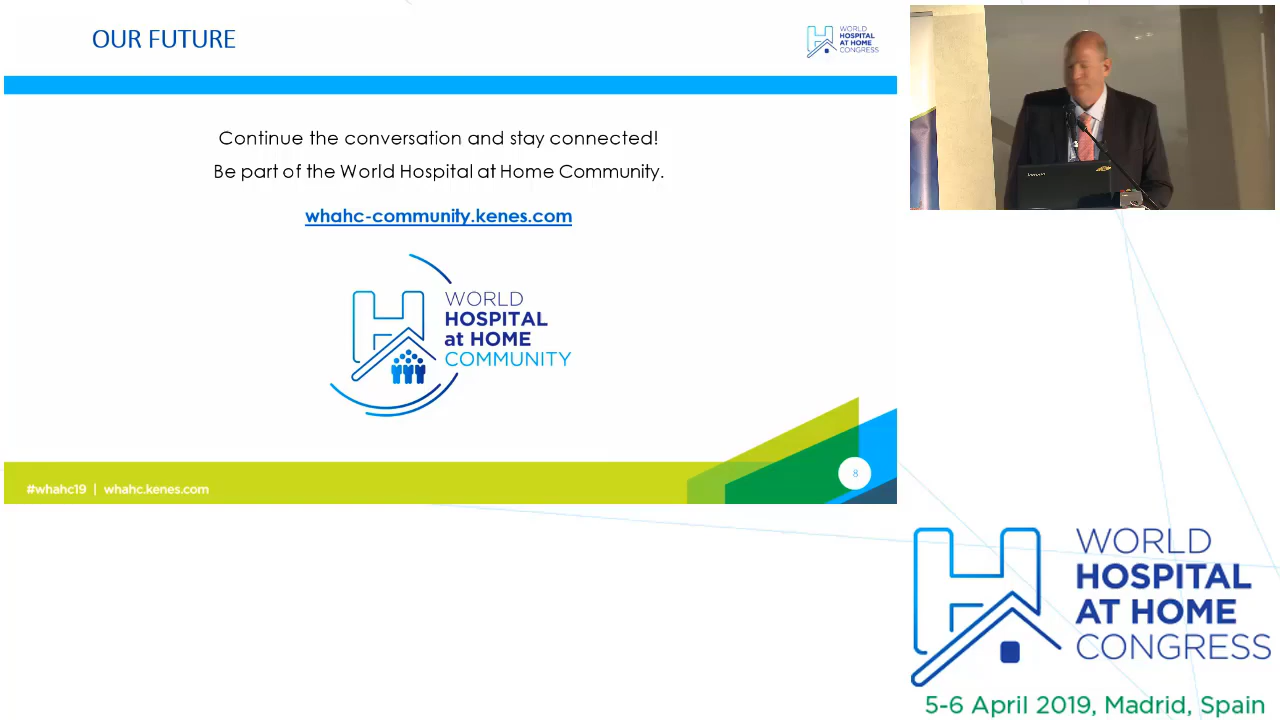 OUR FUTURE
WORLD
HOSPITAL
AT HOME
CONGRESS
Continue the conversation and stay connected!
Be part of the World Hospital at Home Community.
whahc-community.kenes.com
WORLD
HOSPITAL
at HOME
COMMUNITY
#whahc19 | whahc.kenes.com
8
lenovo
WORLD
HOSPITAL
AT HOME
CONGRESS
5-6 April 2019, Madrid, Spain